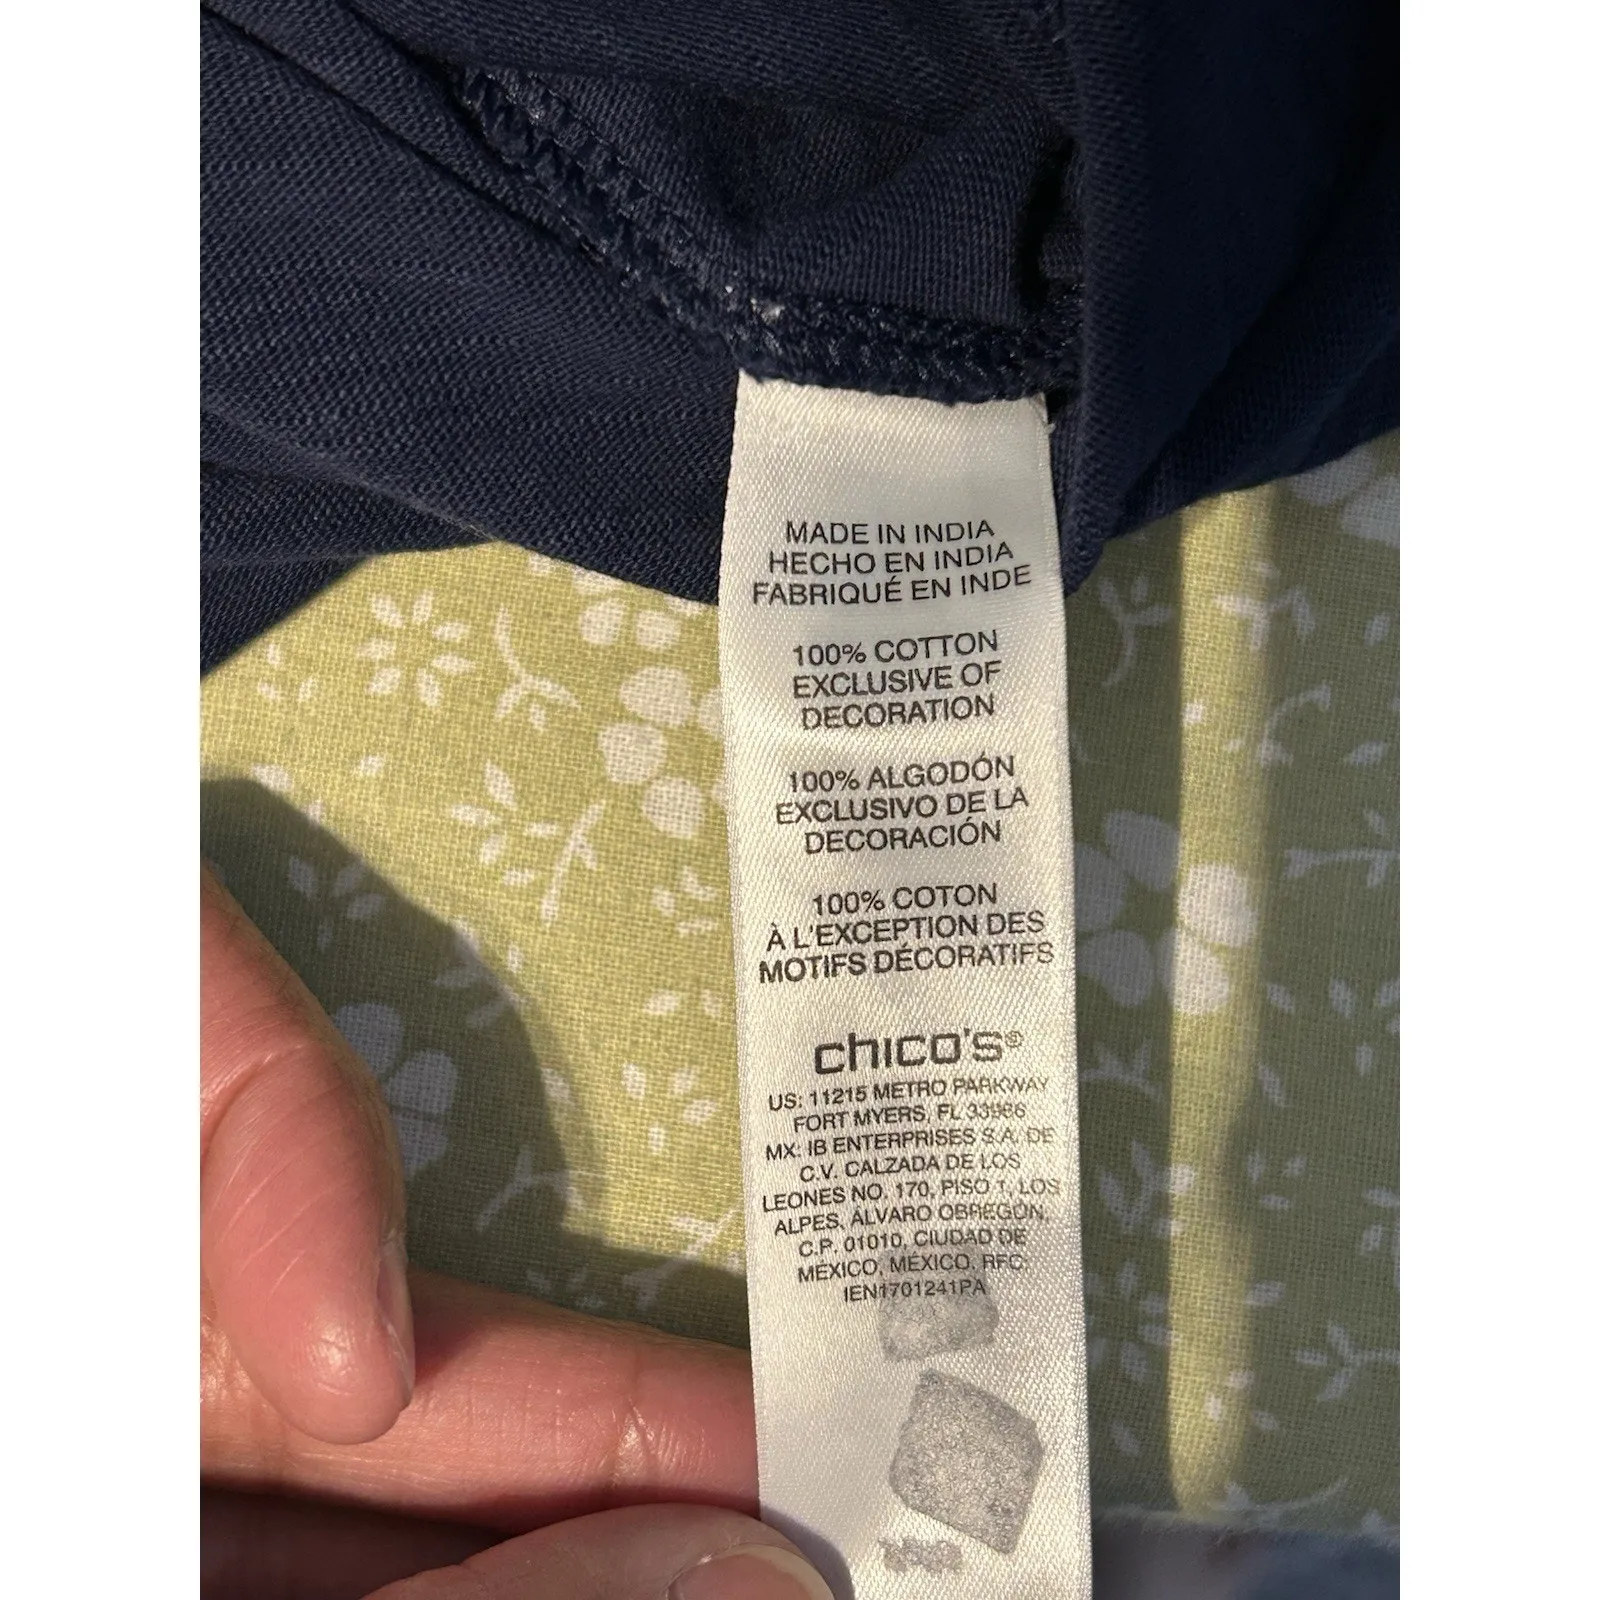 MADE IN INDIA
HECHO EN INDIA
FABRIQUÉ EN INDE
100% COTTON
EXCLUSIVE OF
DECORATION
100% ALGODÓN
EXCLUSIVO DE LA
DECORACIÓN
100% COTON
À L'EXCEPTION DES
MOTIFS DÉCORATIFS
chico's®
US: 11215 METRO PARKWAY
FORT MYERS, FL 33966
MX: IB ENTERPRISES S.A. DE
C.V. CALZADA DE LOS
LEONES NO. 170, PISO 1, LOS
ALPES, ÁLVARO OBREGÓN,
C.P. 01010, CIUDAD DE
MÉXICO, MÉXICO, RFC:
IEN1701241PA